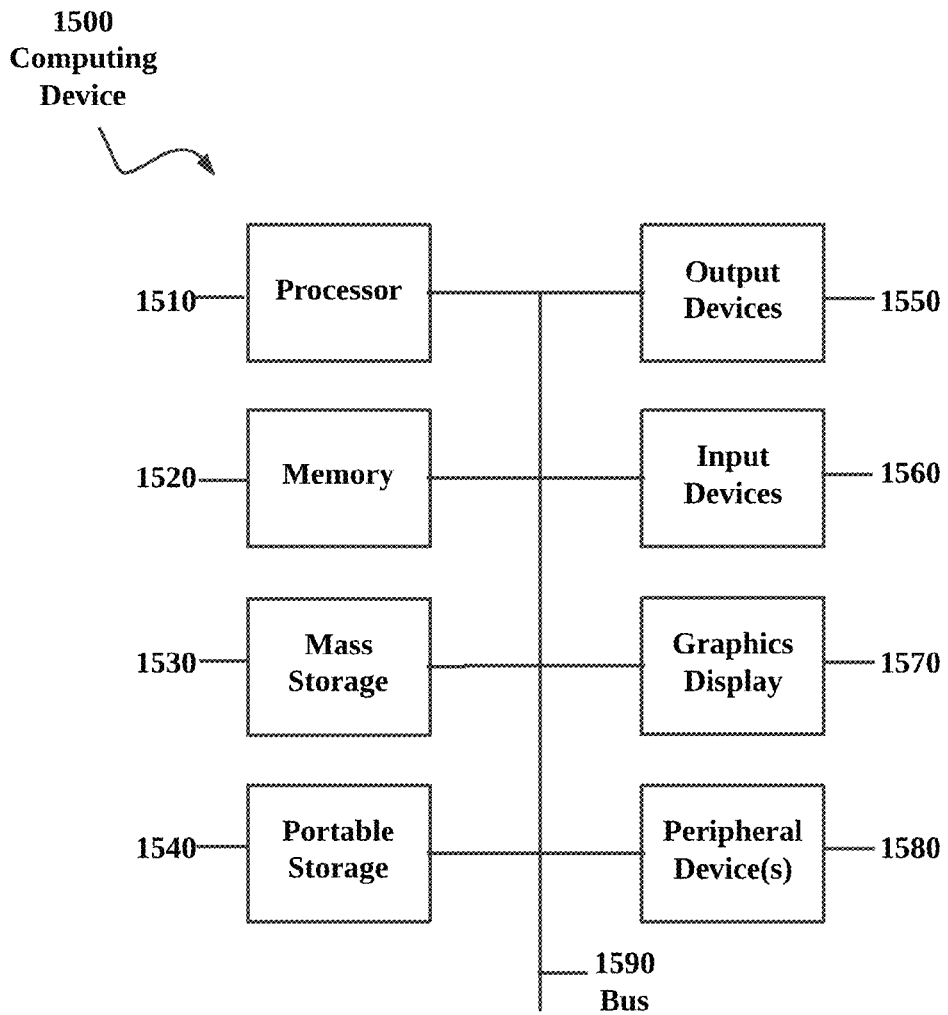 1500
Computing
Device
1510
Processor
Output
Devices
1550
1520
Memory
Input
Devices
1560
1530
Mass
Storage
Graphics
Display
1570
1540
Portable
Storage
Peripheral
Device(s)
1580
1590
Bus